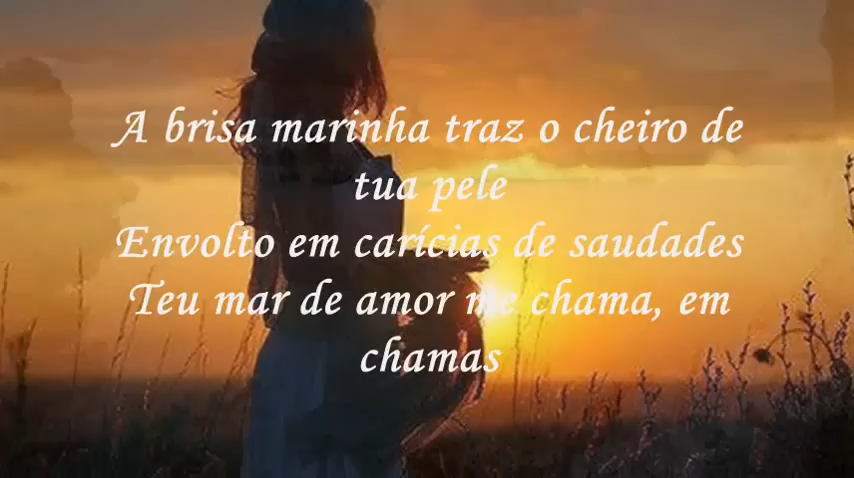 A brisa marinha traz o cheiro de
tua pele
Envolto em carícias de saudades
Teu mar de amor me chama, em
chamas